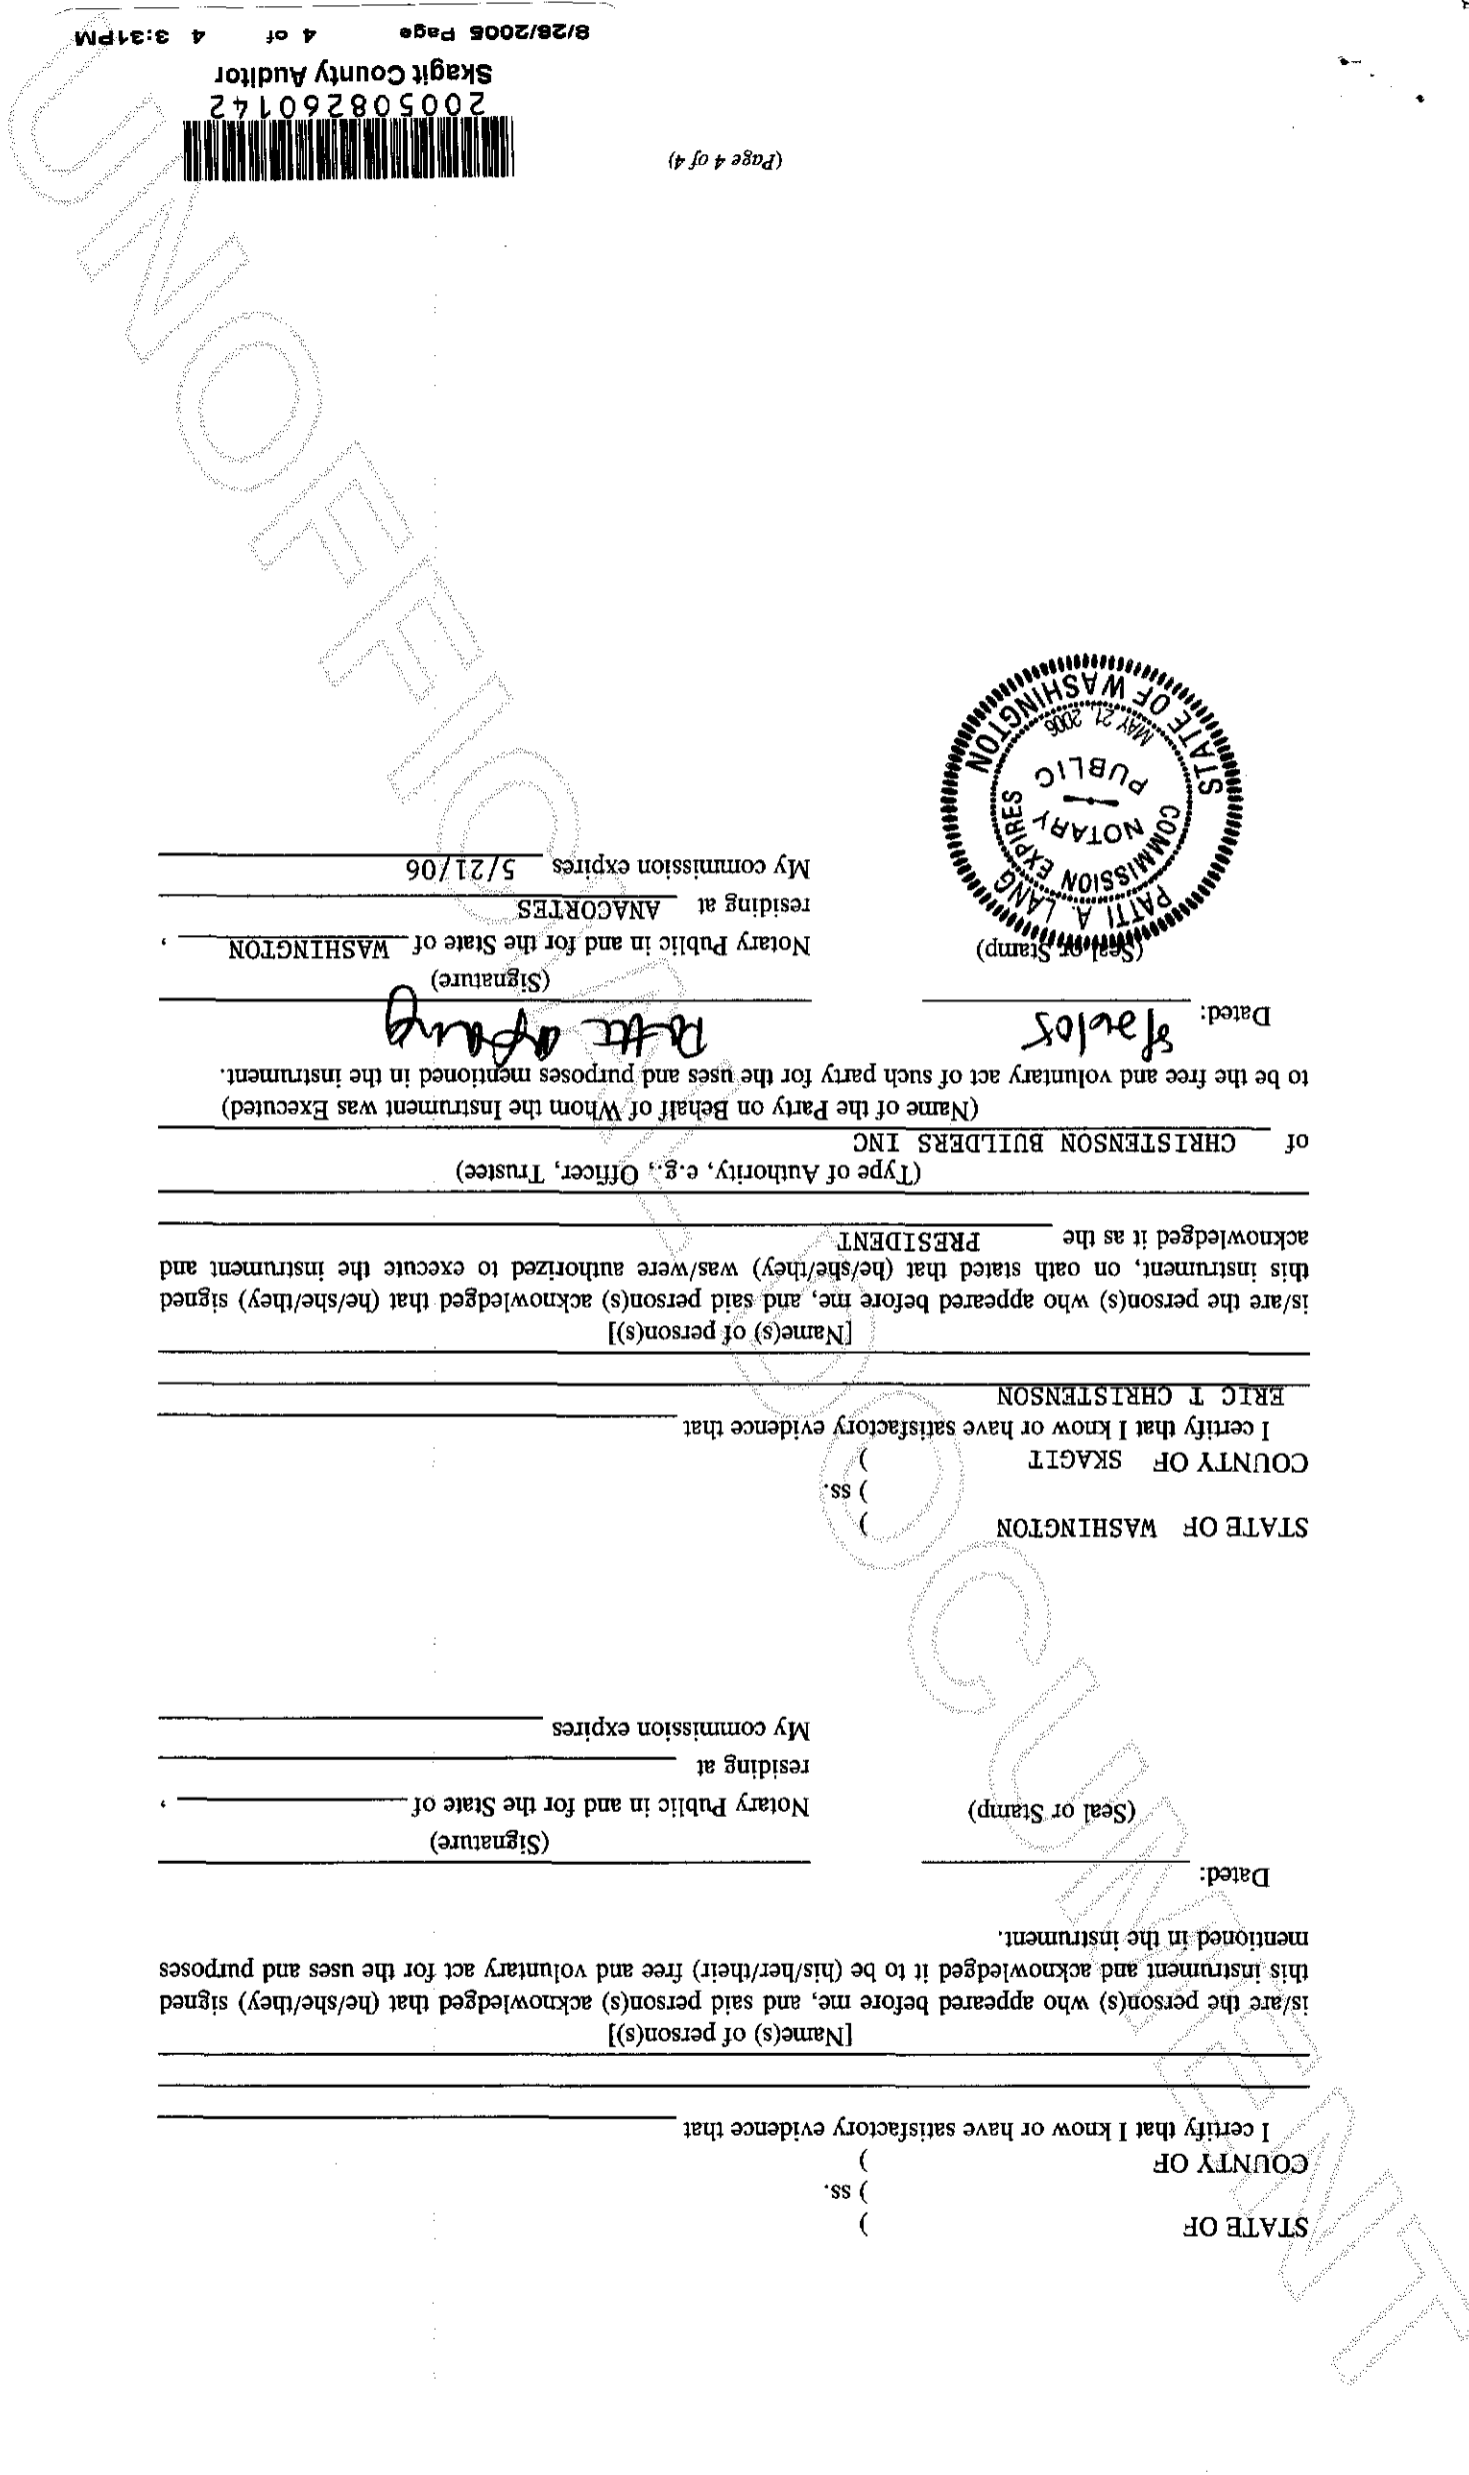 STATE OF )
) ss.
COUNTY OF )
I certify that I know or have satisfactory evidence that
[Name(s) of person(s)]
is/are the person(s) who appeared before me, and said person(s) acknowledged that (he/she/they) signed
this instrument and acknowledged it to be (his/her/their) free and voluntary act for the uses and purposes
mentioned in the instrument.
Dated:
(Signature)
(Seal or Stamp) Notary Public in and for the State of ,
residing at
My commission expires
STATE OF WASHINGTON )
) ss.
COUNTY OF SKAGIT )
I certify that I know or have satisfactory evidence that
ERIC T CHRISTENSON
[Name(s) of person(s)]
is/are the person(s) who appeared before me, and said person(s) acknowledged that (he/she/they) signed
this instrument, on oath stated that (he/she/they) was/were authorized to execute the instrument and
acknowledged it as the PRESIDENT
(Type of Authority, e.g., Officer, Trustee)
of CHRISTENSON BUILDERS INC
(Name of the Party on Behalf of Whom the Instrument was Executed)
to be the free and voluntary act of such party for the uses and purposes mentioned in the instrument.
Dated:
(Signature)
(Seal or Stamp) Notary Public in and for the State of WASHINGTON ,
residing at ANACORTES
My commission expires 5/21/06
PATTI A. LANG
COMMISSION EXPIRES
NOTARY
PUBLIC
MAY 21, 2006
STATE OF WASHINGTON
(Page 4 of 4)
200508260142
Skagit County Auditor
8/26/2005 Page 4 of 4 3:31PM
UNOFFICIAL DOCUMENT